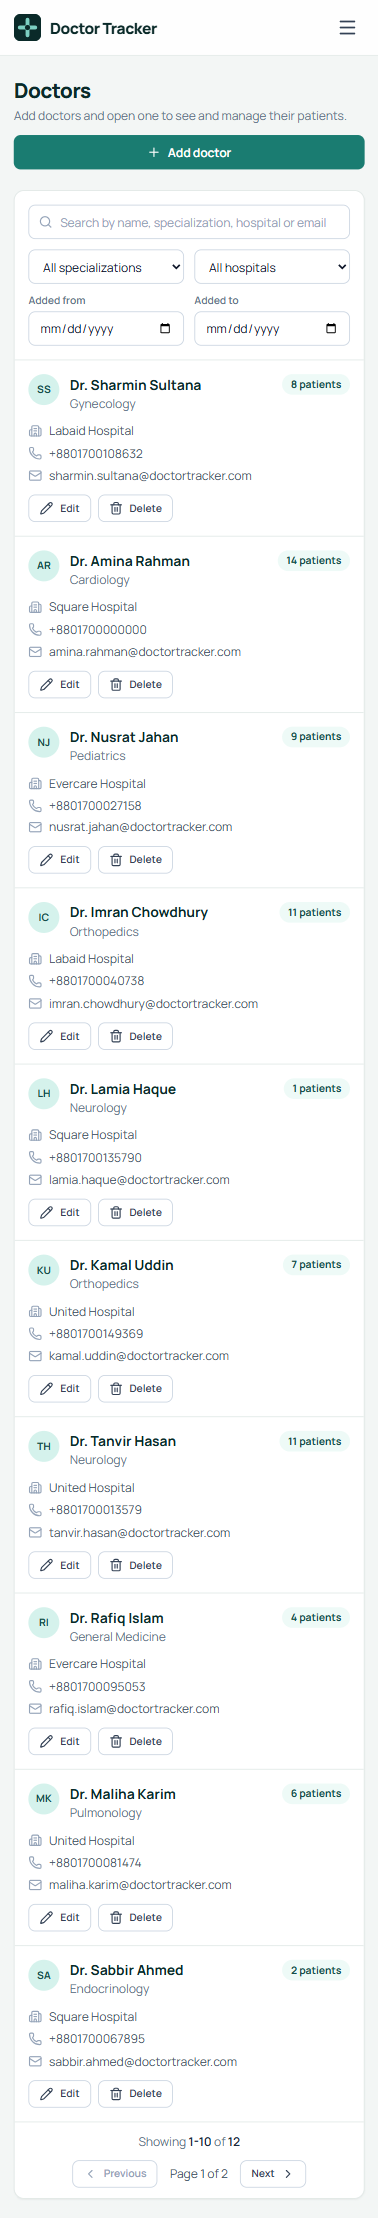 Doctor Tracker
Doctors
Add doctors and open one to see and manage their patients.
+ Add doctor
Search by name, specialization, hospital or email
All specializations All hospitals
Added from Added to
mm/dd/yyyy mm/dd/yyyy
SS Dr. Sharmin Sultana 8 patients
Gynecology
Labaid Hospital
+8801700108632
sharmin.sultana@doctortracker.com
Edit Delete
AR Dr. Amina Rahman 14 patients
Cardiology
Square Hospital
+8801700000000
amina.rahman@doctortracker.com
Edit Delete
NJ Dr. Nusrat Jahan 9 patients
Pediatrics
Evercare Hospital
+8801700027158
nusrat.jahan@doctortracker.com
Edit Delete
IC Dr. Imran Chowdhury 11 patients
Orthopedics
Labaid Hospital
+8801700040738
imran.chowdhury@doctortracker.com
Edit Delete
LH Dr. Lamia Haque 1 patients
Neurology
Square Hospital
+8801700135790
lamia.haque@doctortracker.com
Edit Delete
KU Dr. Kamal Uddin 7 patients
Orthopedics
United Hospital
+8801700149369
kamal.uddin@doctortracker.com
Edit Delete
TH Dr. Tanvir Hasan 11 patients
Neurology
United Hospital
+8801700013579
tanvir.hasan@doctortracker.com
Edit Delete
RI Dr. Rafiq Islam 4 patients
General Medicine
Evercare Hospital
+8801700095053
rafiq.islam@doctortracker.com
Edit Delete
MK Dr. Maliha Karim 6 patients
Pulmonology
United Hospital
+8801700081474
maliha.karim@doctortracker.com
Edit Delete
SA Dr. Sabbir Ahmed 2 patients
Endocrinology
Square Hospital
+8801700067895
sabbir.ahmed@doctortracker.com
Edit Delete
Showing 1-10 of 12
Previous Page 1 of 2 Next